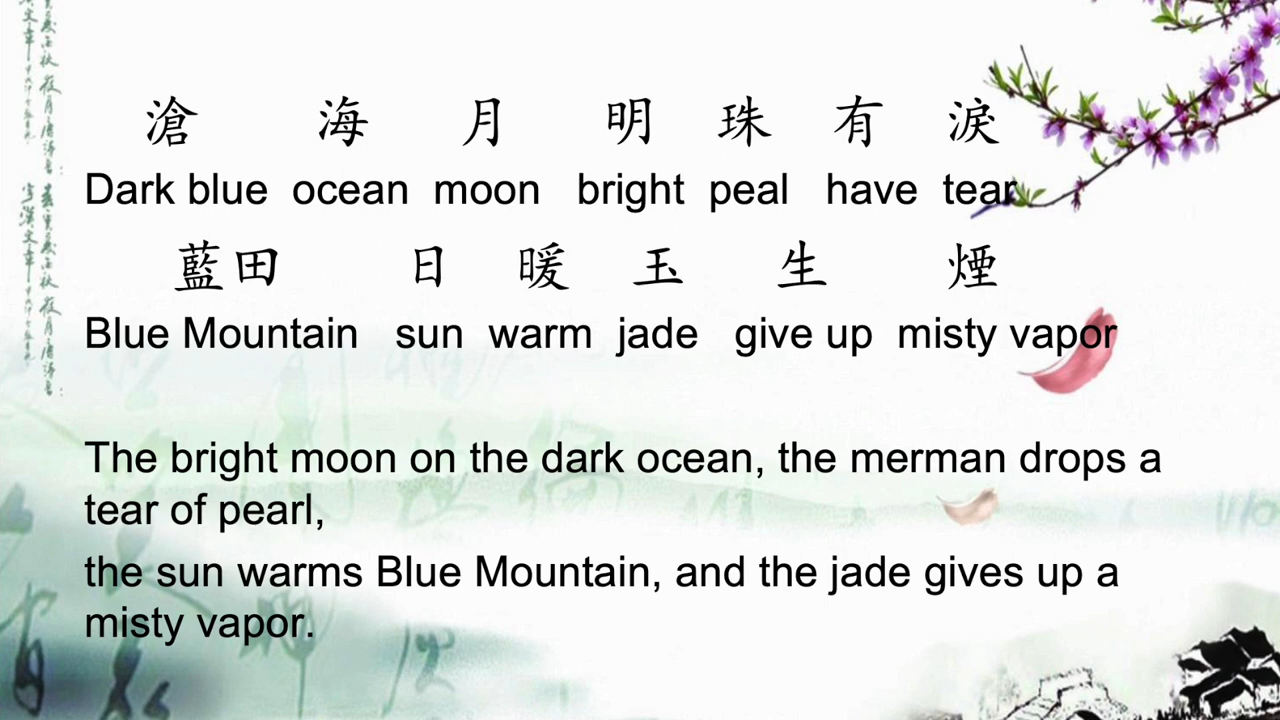 滄 海 月 明 珠 有 淚
Dark blue ocean moon bright peal have tear
藍田 日 暖 玉 生 煙
Blue Mountain sun warm jade give up misty vapor
The bright moon on the dark ocean, the merman drops a
tear of pearl,
the sun warms Blue Mountain, and the jade gives up a
misty vapor.